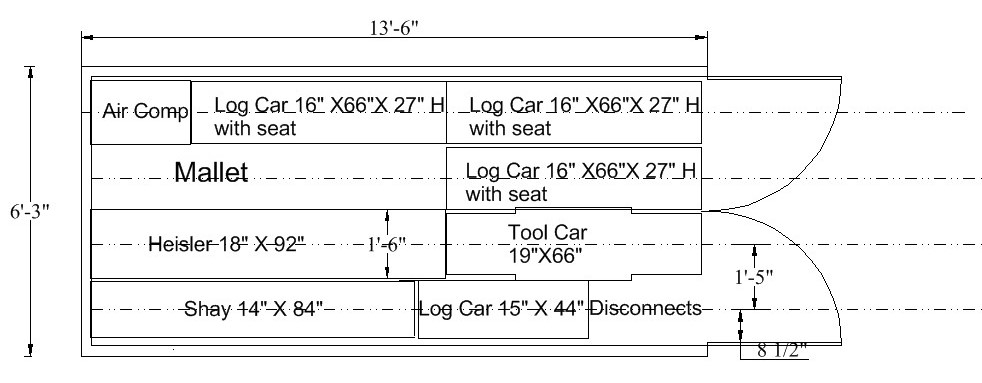 13'-6"
Air Comp
Log Car 16" X66"X 27" H
with seat
Log Car 16" X66"X 27" H
with seat
Mallet
Log Car 16" X66"X 27" H
with seat
6'-3"
Heisler 18" X 92"
1'-6"
Tool Car
19"X66"
1'-5"
Shay 14" X 84"
Log Car 15" X 44" Disconnects
8 1/2"